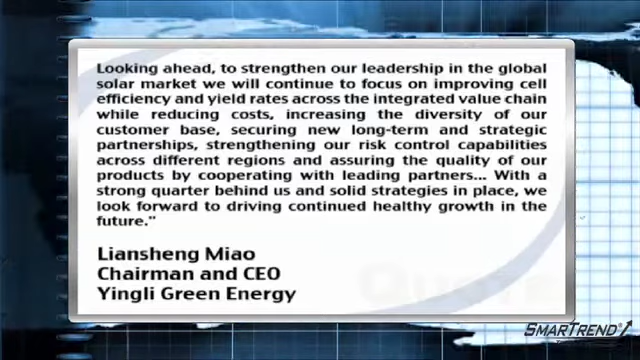 Looking ahead, to strengthen our leadership in the global
solar market we will continue to focus on improving cell
efficiency and yield rates across the integrated value chain
while reducing costs, increasing the diversity of our
customer base, securing new long-term and strategic
partnerships, strengthening our risk control capabilities
across different regions and assuring the quality of our
products by cooperating with leading partners... With a
strong quarter behind us and solid strategies in place, we
look forward to driving continued healthy growth in the
future."
Liansheng Miao
Chairman and CEO
Yingli Green Energy
SMARTREND